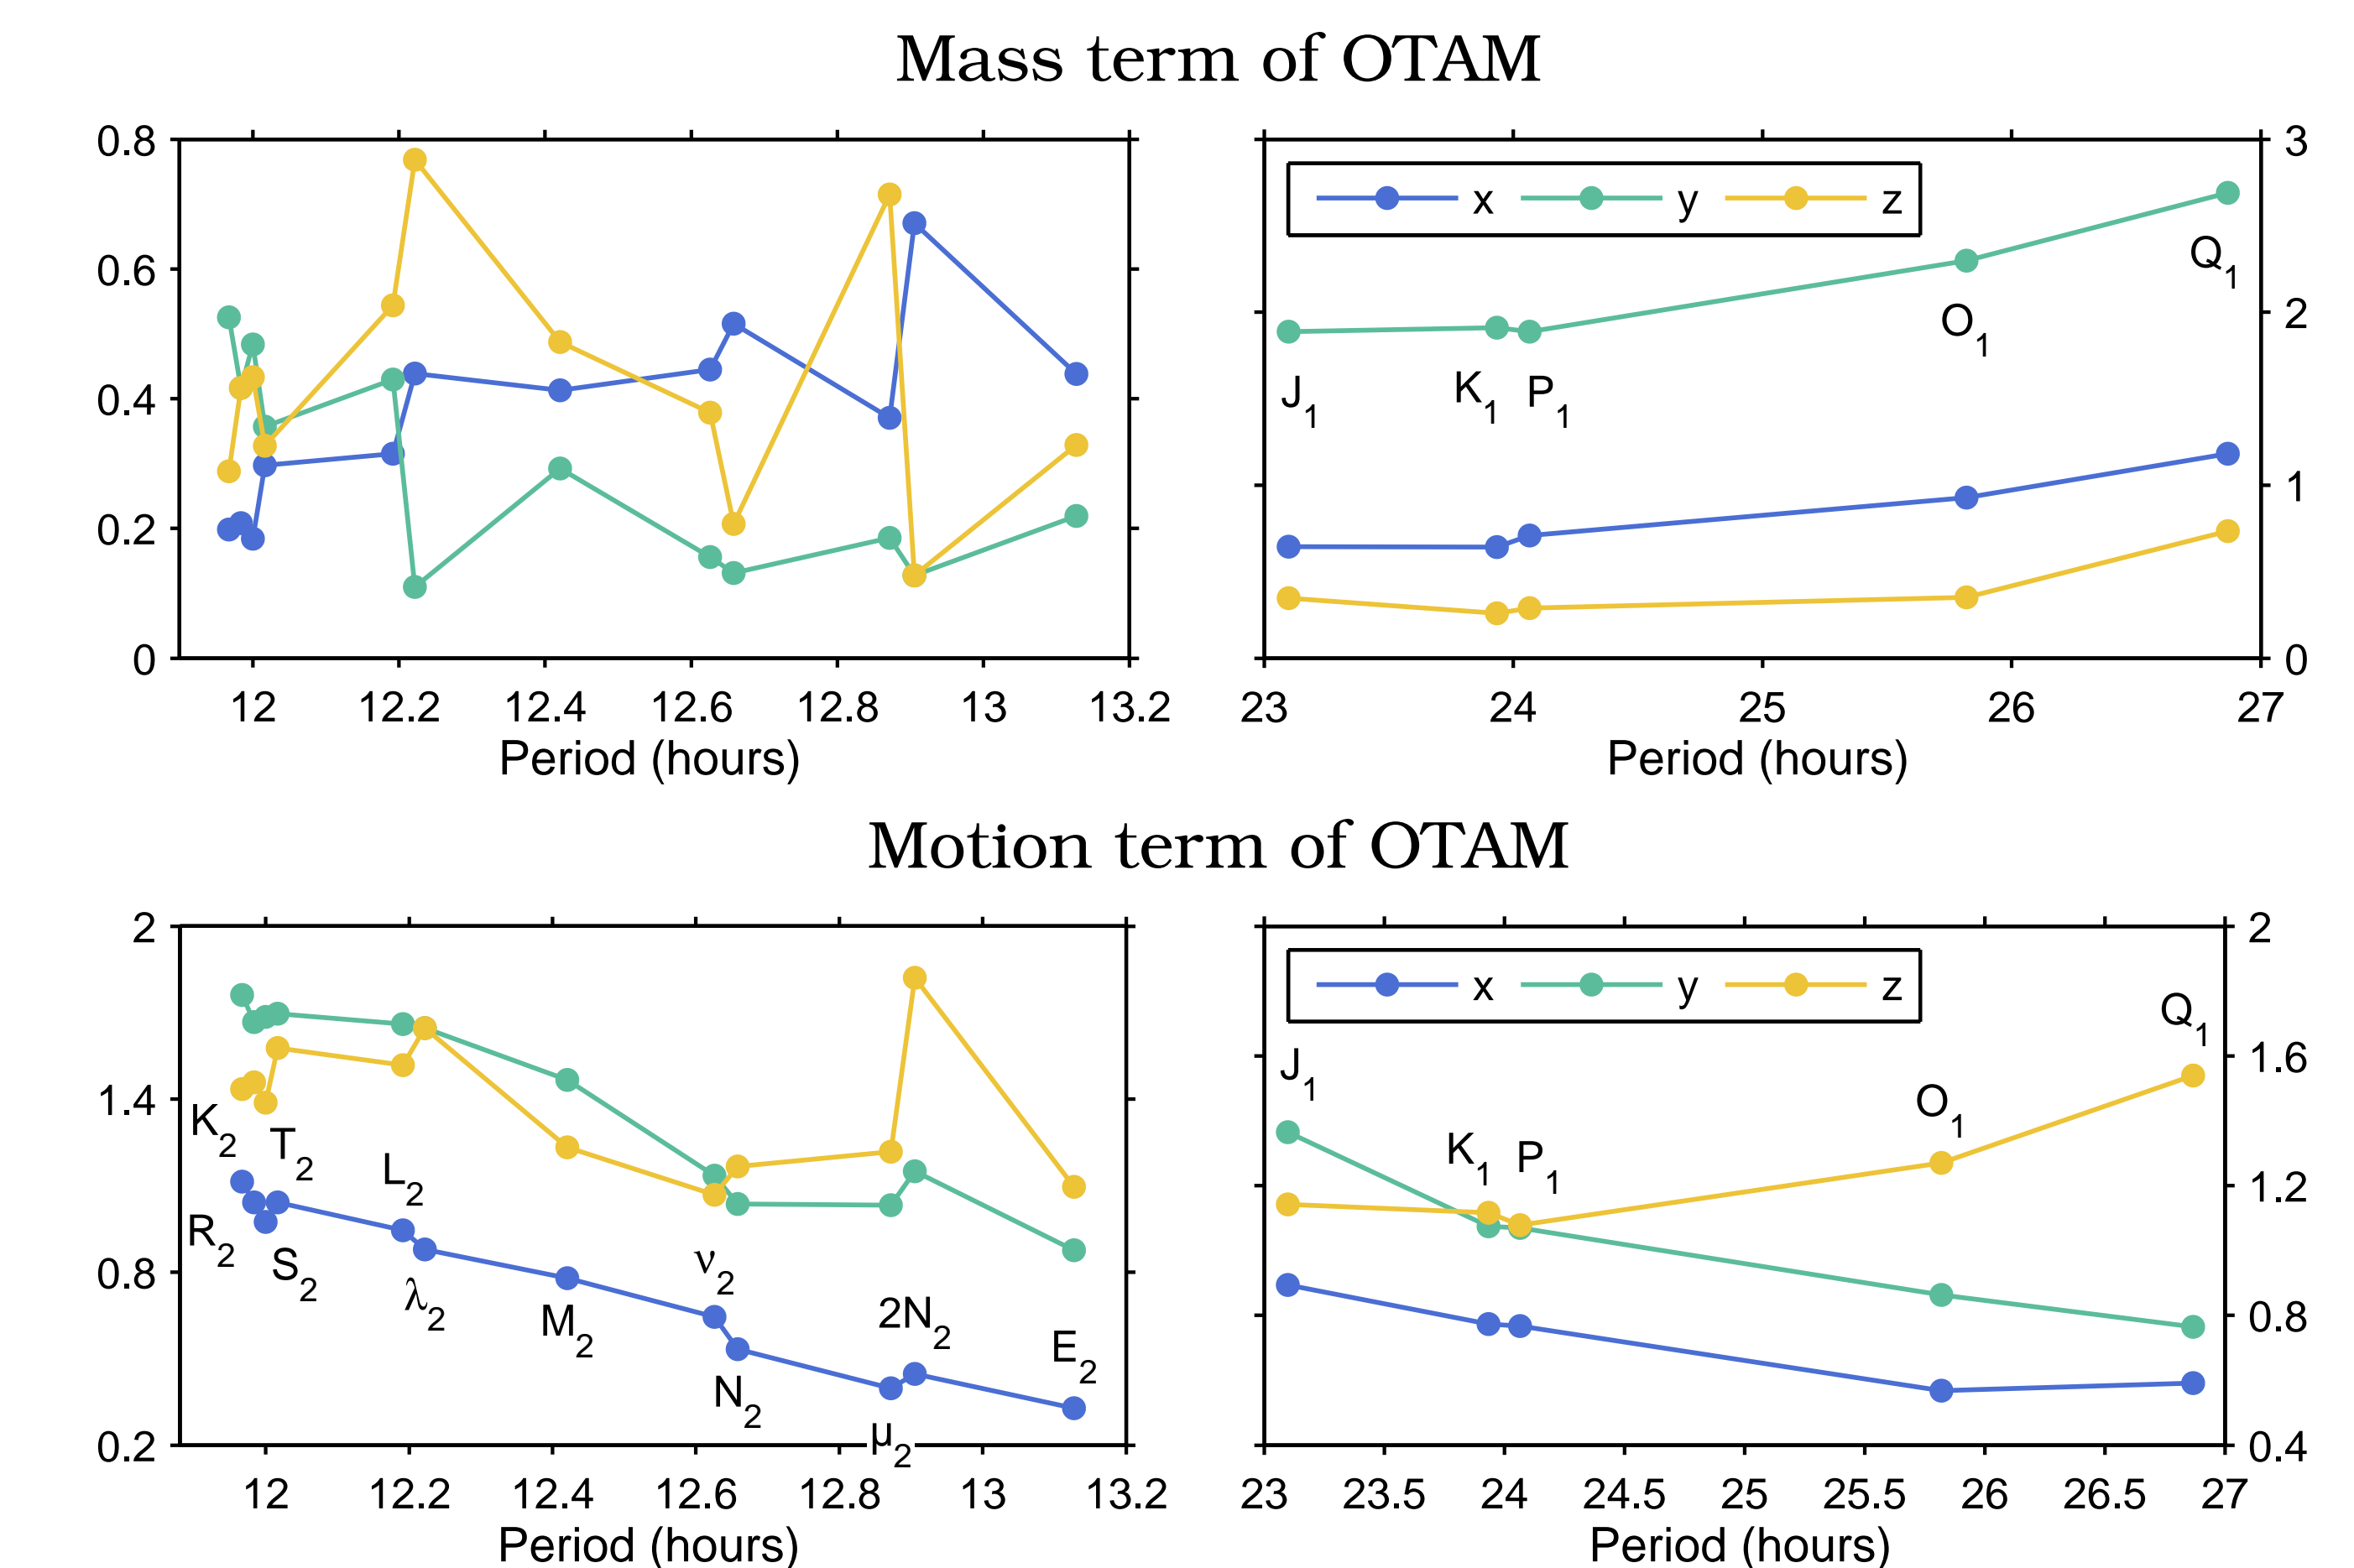 Mass term of OTAM
0.8
0.6
0.4
0.2
0
12 12.2 12.4 12.6 12.8 13 13.2
Period (hours)
x y z
J1 K1 P1 O1 Q1
3
2
1
0
23 24 25 26 27
Period (hours)
Motion term of OTAM
2
1.4
0.8
0.2
K2 R2 T2 S2 L2 λ2 M2 ν2 N2 μ2 2N2 E2
12 12.2 12.4 12.6 12.8 13 13.2
Period (hours)
x y z
J1 K1 P1 O1 Q1
2
1.6
1.2
0.8
0.4
23 23.5 24 24.5 25 25.5 26 26.5 27
Period (hours)